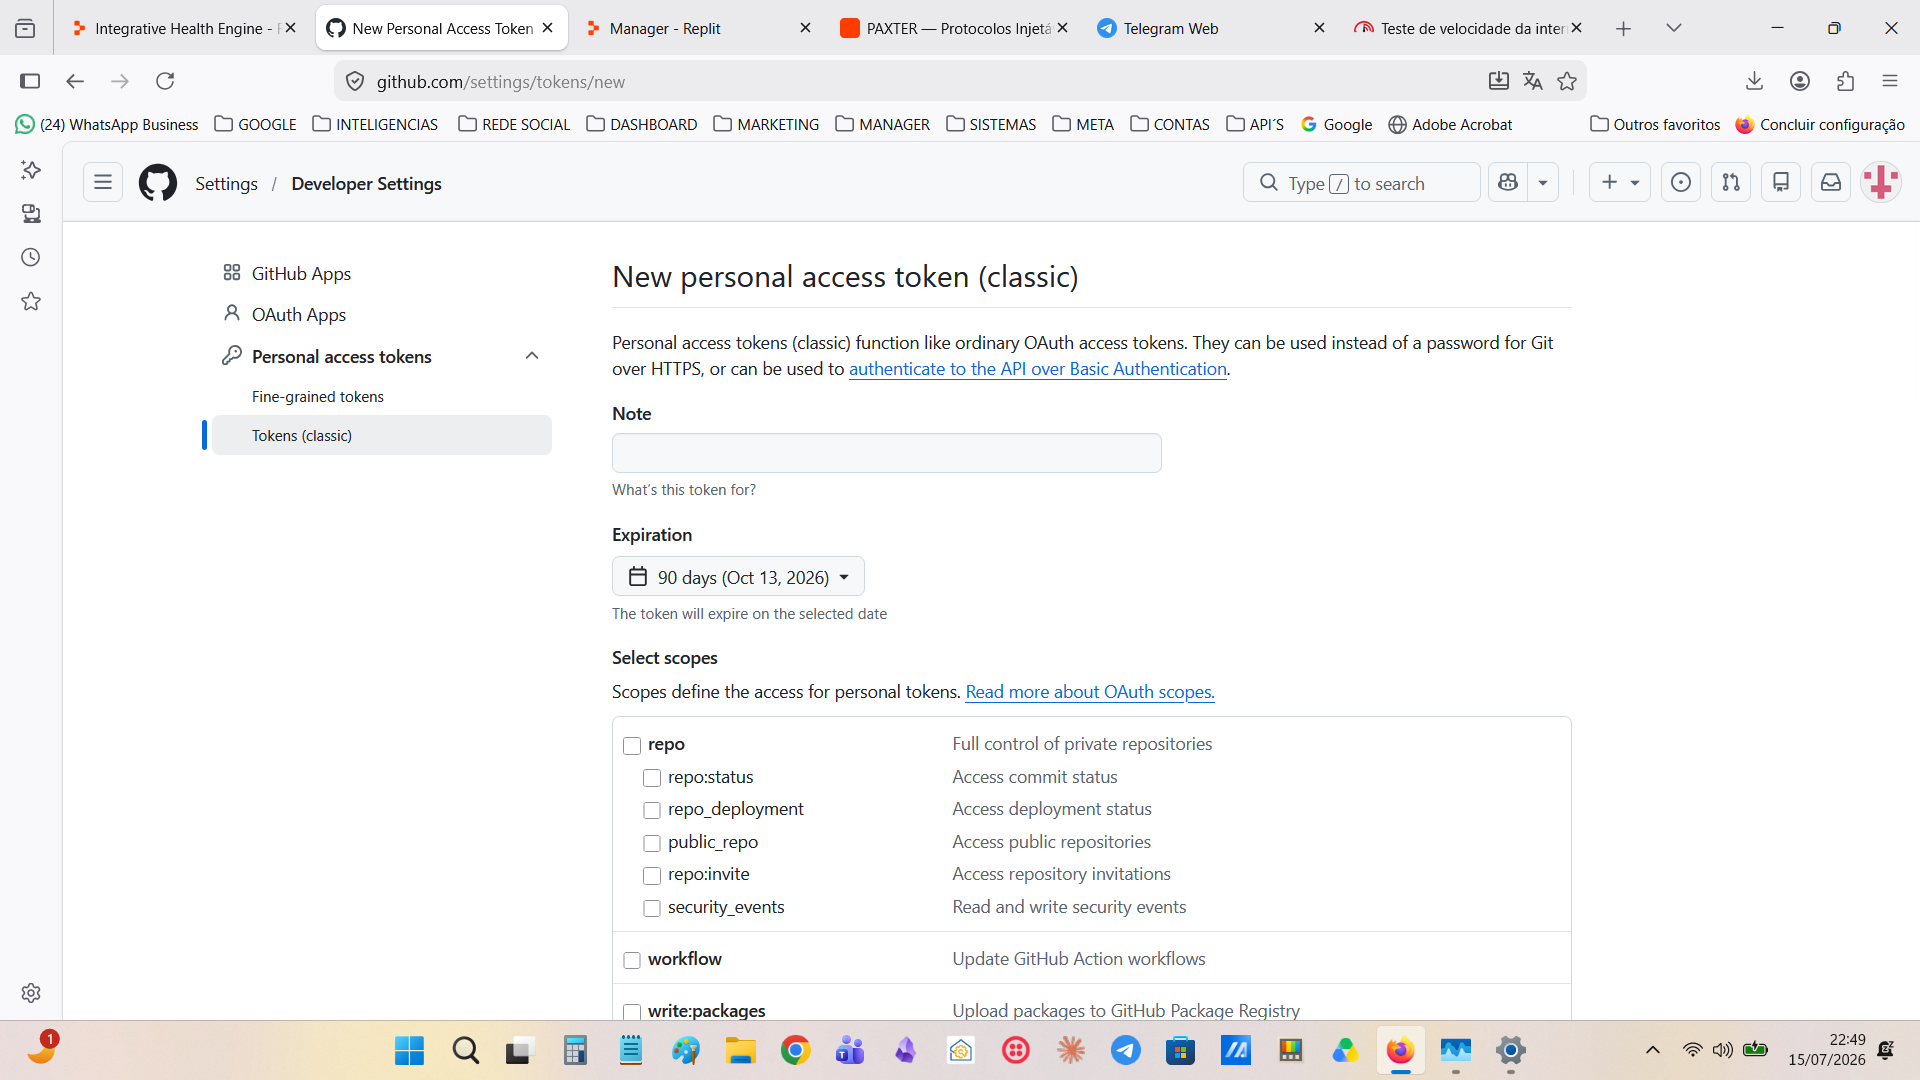 Integrative Health Engine -
New Personal Access Token
Manager - Replit
PAXTER — Protocolos Injetá
Telegram Web
Teste de velocidade da inter
github.com/settings/tokens/new
(24) WhatsApp Business
GOOGLE
INTELIGENCIAS
REDE SOCIAL
DASHBOARD
MARKETING
MANAGER
SISTEMAS
META
CONTAS
API´S
Google
Adobe Acrobat
Outros favoritos
Concluir configuração
Settings / Developer Settings
Type / to search
GitHub Apps
OAuth Apps
Personal access tokens
Fine-grained tokens
Tokens (classic)
New personal access token (classic)
Personal access tokens (classic) function like ordinary OAuth access tokens. They can be used instead of a password for Git
over HTTPS, or can be used to authenticate to the API over Basic Authentication.
Note
What's this token for?
Expiration
90 days (Oct 13, 2026)
The token will expire on the selected date
Select scopes
Scopes define the access for personal tokens. Read more about OAuth scopes.
repo Full control of private repositories
repo:status Access commit status
repo_deployment Access deployment status
public_repo Access public repositories
repo:invite Access repository invitations
security_events Read and write security events
workflow Update GitHub Action workflows
write:packages Upload packages to GitHub Package Registry
1
22:49
15/07/2026